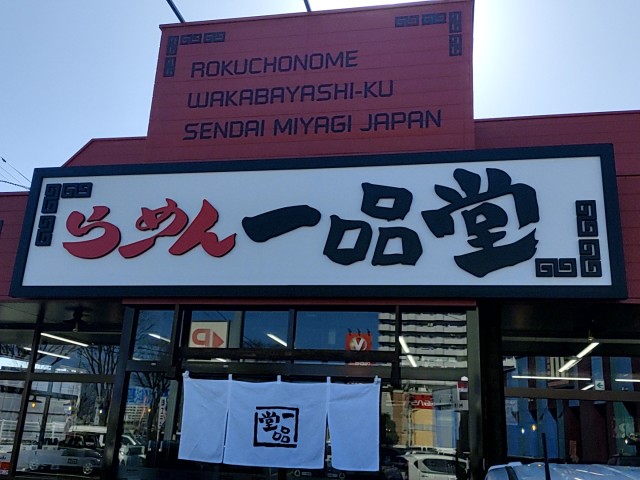 ROKUCHONOME
WAKABAYASHI-KU
SENDAI MIYAGI JAPAN
らーめん 一品堂
P
一品堂